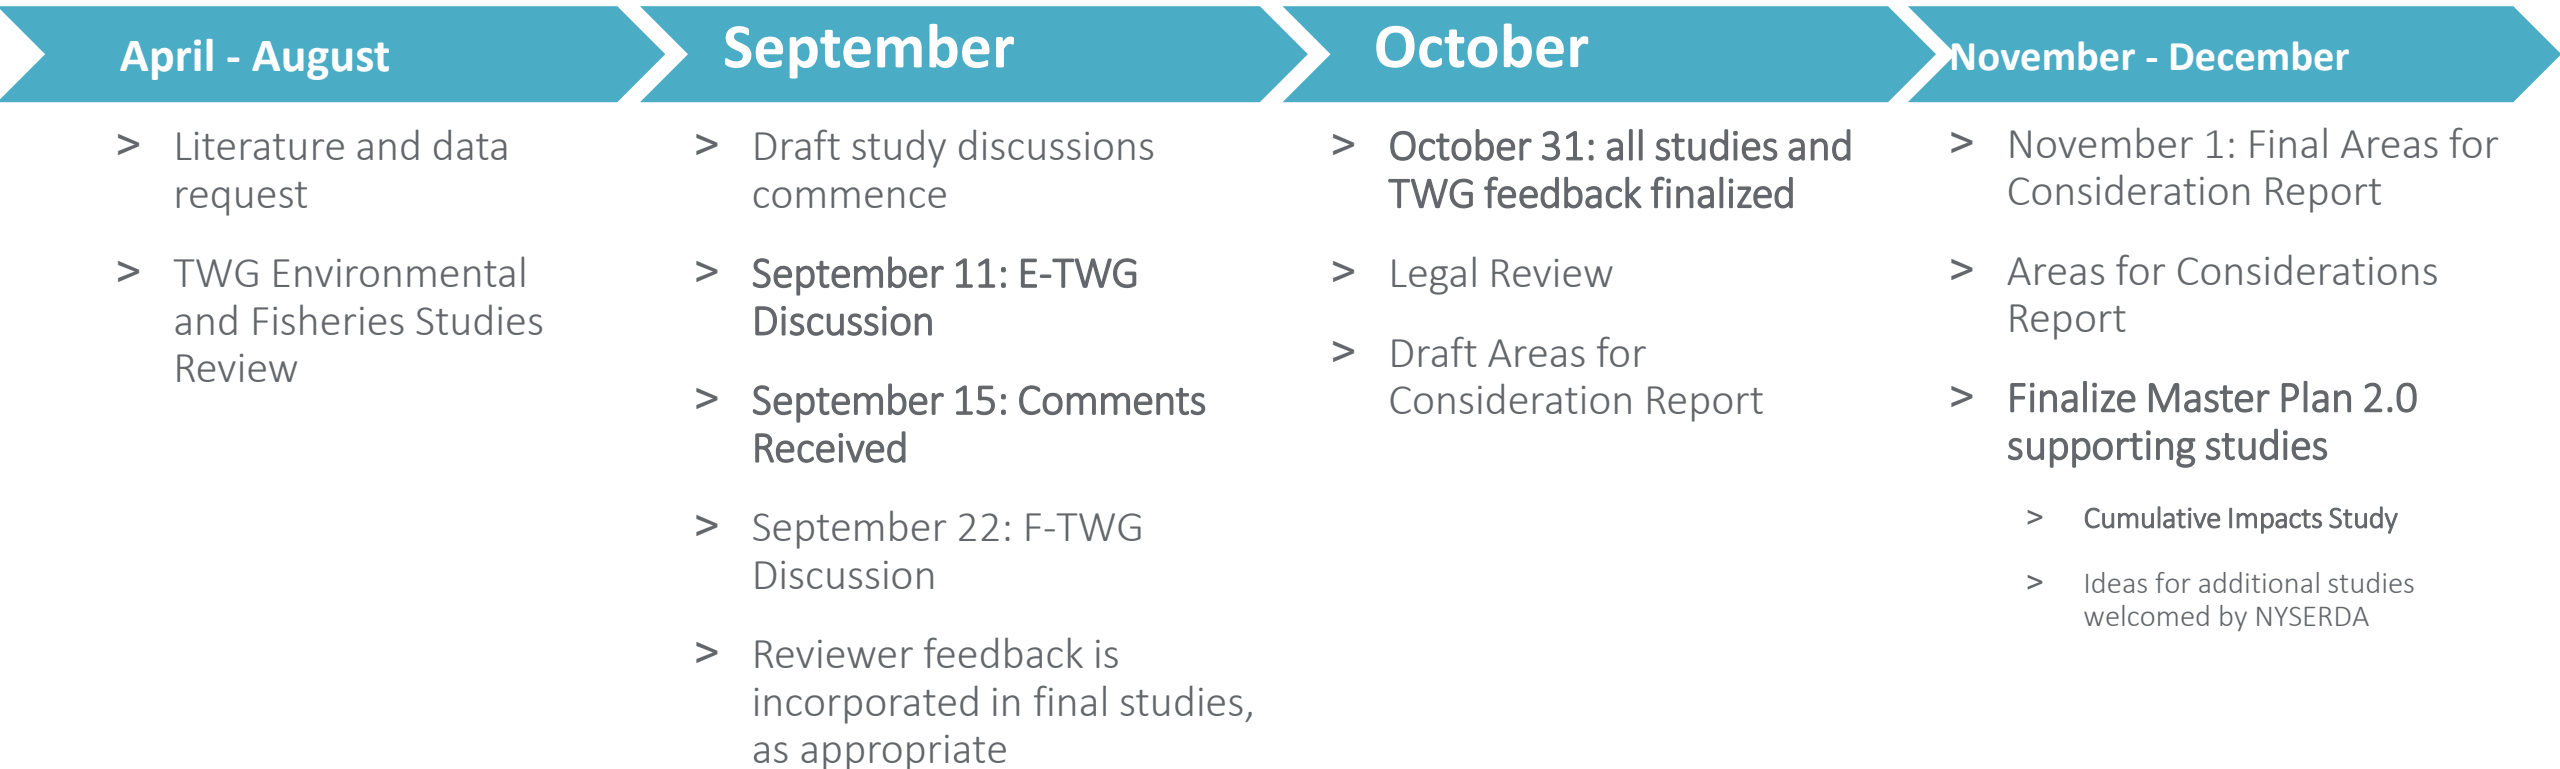 April - August
> Literature and data
request
> TWG Environmental
and Fisheries Studies
Review
September
> Draft study discussions
commence
> September 11: E-TWG
Discussion
> September 15: Comments
Received
> September 22: F-TWG
Discussion
> Reviewer feedback is
incorporated in final studies,
as appropriate
October
> October 31: all studies and
TWG feedback finalized
> Legal Review
> Draft Areas for
Consideration Report
November - December
> November 1: Final Areas for
Consideration Report
> Areas for Considerations
Report
> Finalize Master Plan 2.0
supporting studies
> Cumulative Impacts Study
> Ideas for additional studies
welcomed by NYSERDA